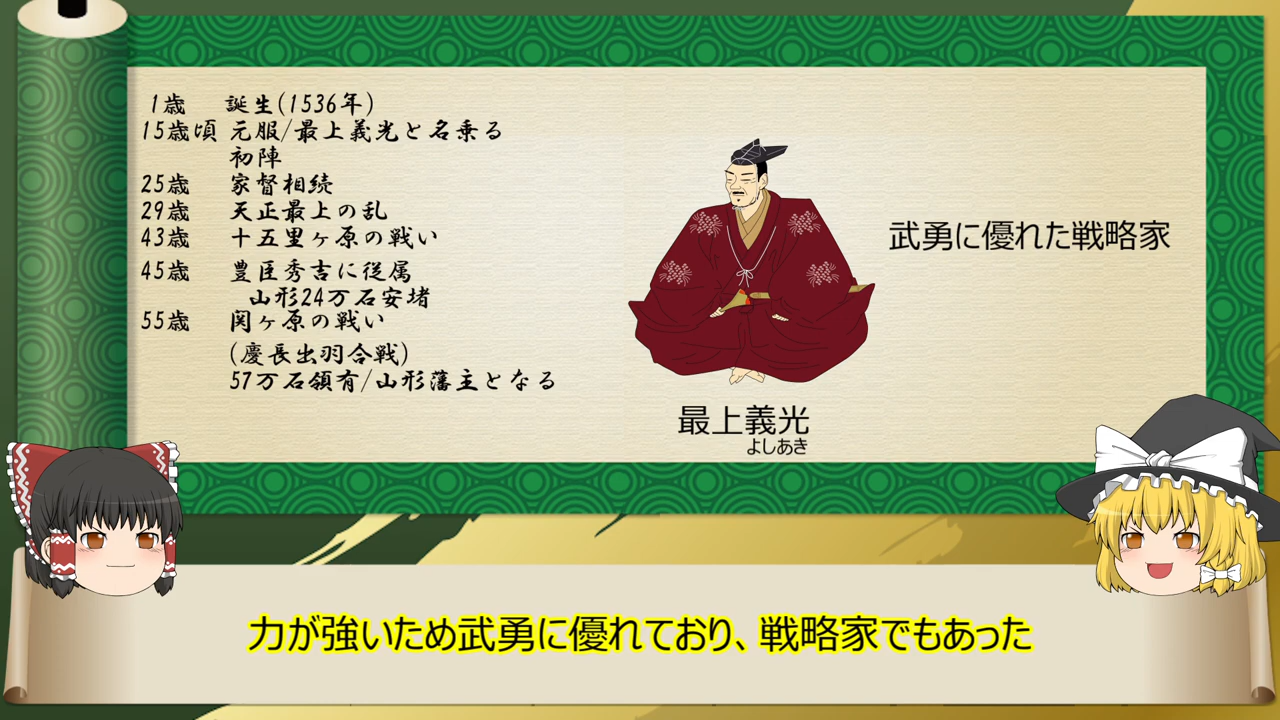 1歳 誕生(1536年)
15歳頃 元服/最上義光と名乗る
初陣
25歳 家督相続
29歳 天正最上の乱
43歳 十五里ヶ原の戦い
45歳 豊臣秀吉に従属
山形24万石安堵
55歳 関ヶ原の戦い
(慶長出羽合戦)
57万石領有/山形藩主となる
武勇に優れた戦略家
最上義光
よしあき
力が強いため武勇に優れており、戦略家でもあった